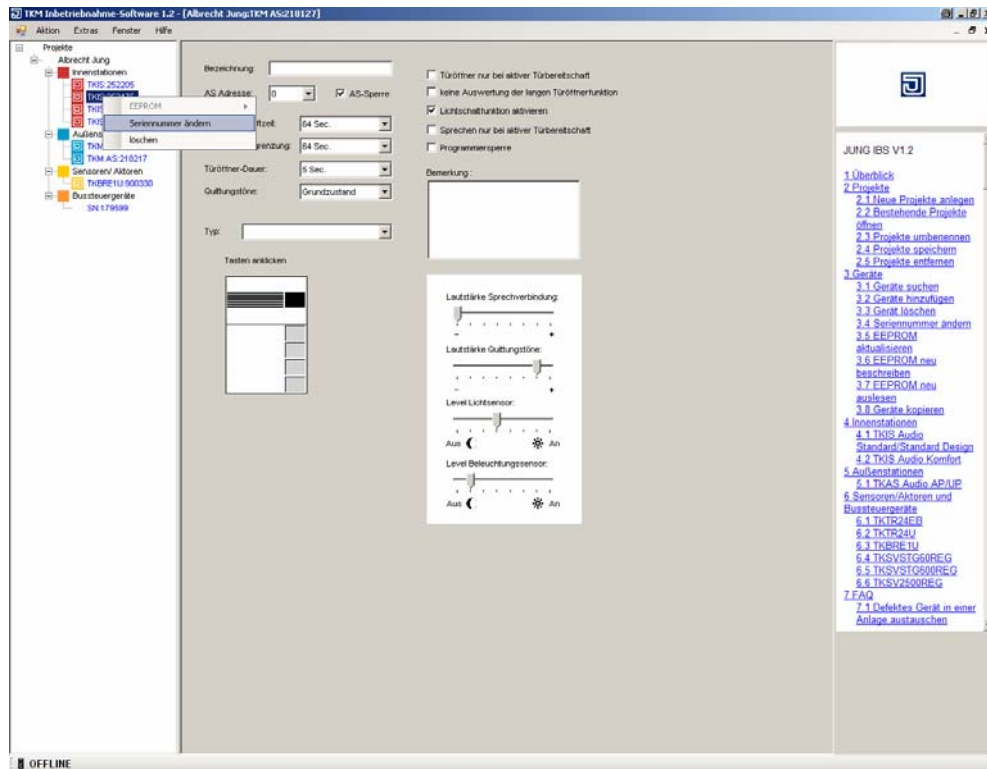 TKM Inbetriebnahme-Software 1.2 - [Albrecht Jung:TKM AS:210127]
Aktion Extras Fenster Hilfe
Projekte
Albrecht Jung
Innenstationen
TKIS:252205
TKIS
TKIS
Außens
TKM
TKM AS:210217
Sensoren/ Aktoren
TKBRE1U:900330
Bussteuergeräte
SN:179599
EEPROM
Seriennummer ändern
löschen
Bezeichnung:
AS Adresse: 0 AS-Sperre
ftzeit: 64 Sec.
renzung: 64 Sec.
Türöffner-Dauer: 5 Sec.
Quittungstöne: Grundzustand
Typ:
Tasten anklicken
Türöffner nur bei aktiver Türbereitschaft
keine Auswertung der langen Türöffnerfunktion
Lichtschaltfunktion aktivieren
Sprechen nur bei aktiver Türbereitschaft
Programmiersperre
Bemerkung :
Lautstärke Sprechverbindung:
- +
Lautstärke Quittungstöne:
- +
Level Lichtsensor:
Aus An
Level Beleuchtungssensor:
Aus An
JUNG IBS V1.2
1 Überblick
2 Projekte
2.1 Neue Projekte anlegen
2.2 Bestehende Projekte
öffnen
2.3 Projekte umbenennen
2.4 Projekte speichern
2.5 Projekte entfernen
3 Geräte
3.1 Geräte suchen
3.2 Geräte hinzufügen
3.3 Gerät löschen
3.4 Seriennummer ändern
3.5 EEPROM
aktualisieren
3.6 EEPROM neu
beschreiben
3.7 EEPROM neu
auslesen
3.8 Geräte kopieren
4 Innenstationen
4.1 TKIS Audio
Standard/Standard Design
4.2 TKIS Audio Komfort
5 Außenstationen
5.1 TKAS Audio AP/UP
6 Sensoren/Aktoren und
Bussteuergeräte
6.1 TKTR24EB
6.2 TKTR24U
6.3 TKBRE1U
6.4 TKSVSTG60REG
6.5 TKSVSTG600REG
6.6 TKSV2500REG
7 FAQ
7.1 Defektes Gerät in einer
Anlage austauschen
OFFLINE